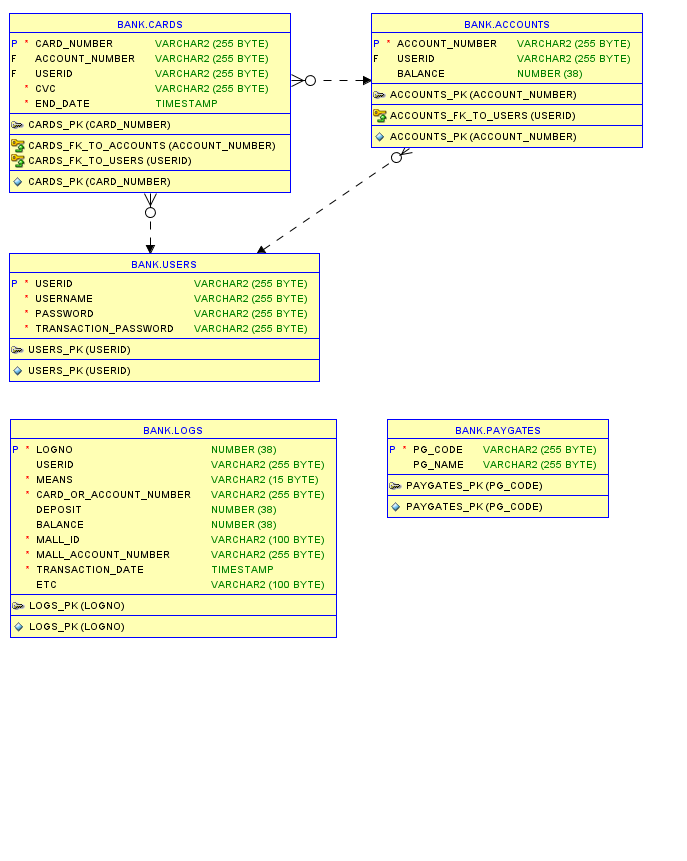 BANK.CARDS
P * CARD_NUMBER VARCHAR2 (255 BYTE)
F ACCOUNT_NUMBER VARCHAR2 (255 BYTE)
F USERID VARCHAR2 (255 BYTE)
* CVC VARCHAR2 (255 BYTE)
* END_DATE TIMESTAMP
CARDS_PK (CARD_NUMBER)
CARDS_FK_TO_ACCOUNTS (ACCOUNT_NUMBER)
CARDS_FK_TO_USERS (USERID)
CARDS_PK (CARD_NUMBER)
BANK.ACCOUNTS
P * ACCOUNT_NUMBER VARCHAR2 (255 BYTE)
F USERID VARCHAR2 (255 BYTE)
BALANCE NUMBER (38)
ACCOUNTS_PK (ACCOUNT_NUMBER)
ACCOUNTS_FK_TO_USERS (USERID)
ACCOUNTS_PK (ACCOUNT_NUMBER)
BANK.USERS
P * USERID VARCHAR2 (255 BYTE)
* USERNAME VARCHAR2 (255 BYTE)
* PASSWORD VARCHAR2 (255 BYTE)
* TRANSACTION_PASSWORD VARCHAR2 (255 BYTE)
USERS_PK (USERID)
USERS_PK (USERID)
BANK.LOGS
P * LOGNO NUMBER (38)
USERID VARCHAR2 (255 BYTE)
* MEANS VARCHAR2 (15 BYTE)
* CARD_OR_ACCOUNT_NUMBER VARCHAR2 (255 BYTE)
DEPOSIT NUMBER (38)
BALANCE NUMBER (38)
* MALL_ID VARCHAR2 (100 BYTE)
* MALL_ACCOUNT_NUMBER VARCHAR2 (255 BYTE)
* TRANSACTION_DATE TIMESTAMP
ETC VARCHAR2 (100 BYTE)
LOGS_PK (LOGNO)
LOGS_PK (LOGNO)
BANK.PAYGATES
P * PG_CODE VARCHAR2 (255 BYTE)
PG_NAME VARCHAR2 (255 BYTE)
PAYGATES_PK (PG_CODE)
PAYGATES_PK (PG_CODE)